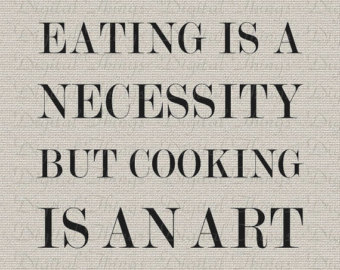 EATING IS A
NECESSITY
BUT COOKING
IS AN ART